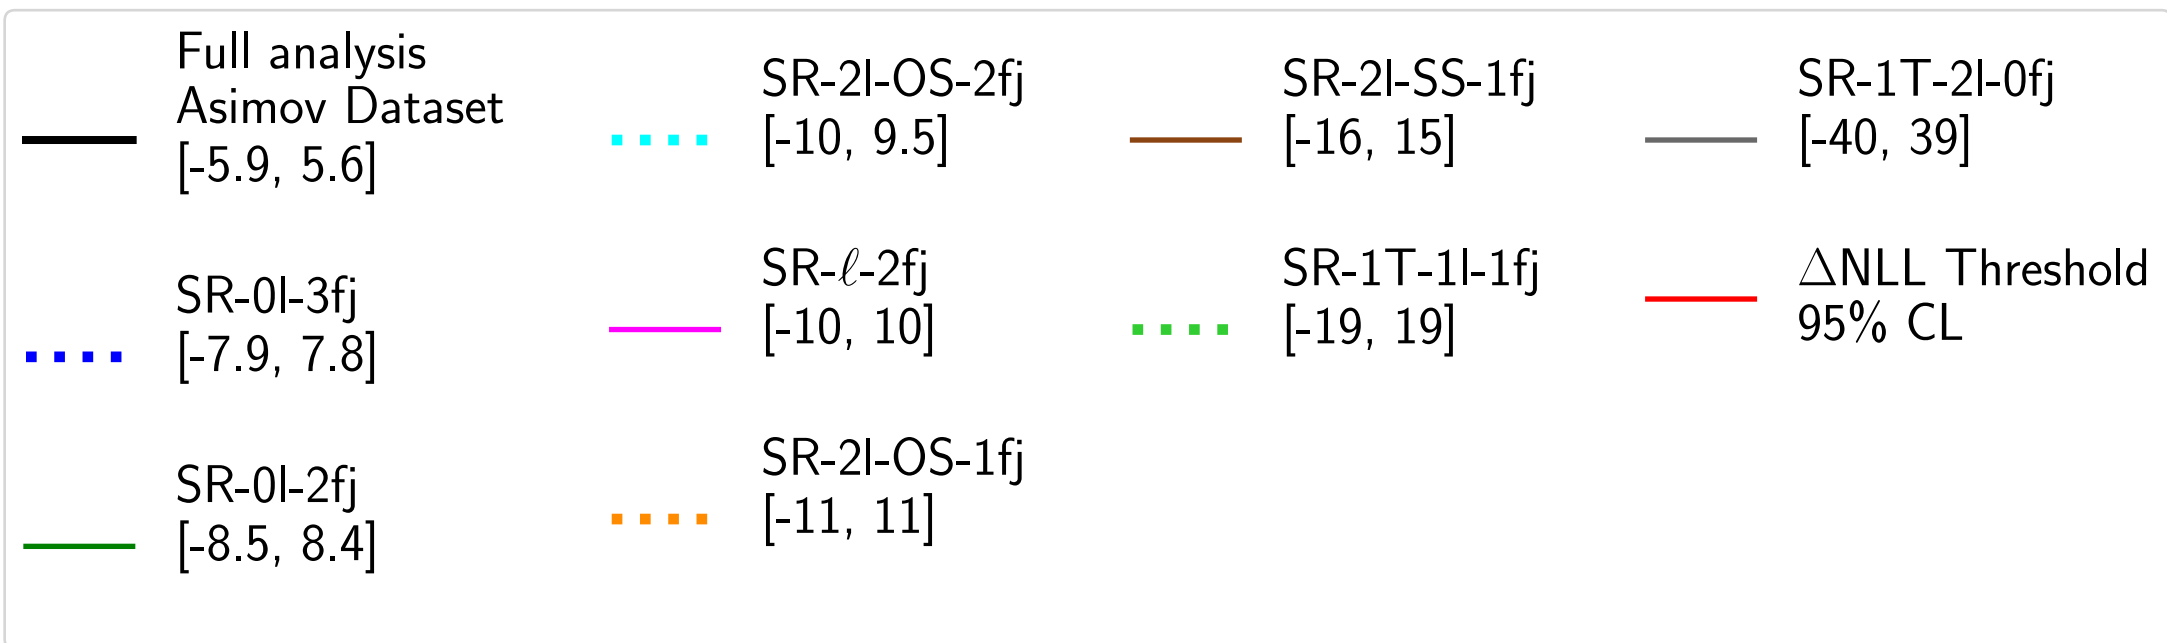 Full analysis
Asimov Dataset
[-5.9, 5.6]
SR-0l-3fj
[-7.9, 7.8]
SR-0l-2fj
[-8.5, 8.4]
SR-2l-OS-2fj
[-10, 9.5]
SR-ℓ-2fj
[-10, 10]
SR-2l-OS-1fj
[-11, 11]
SR-2l-SS-1fj
[-16, 15]
SR-1T-1l-1fj
[-19, 19]
SR-1T-2l-0fj
[-40, 39]
ΔNLL Threshold
95% CL